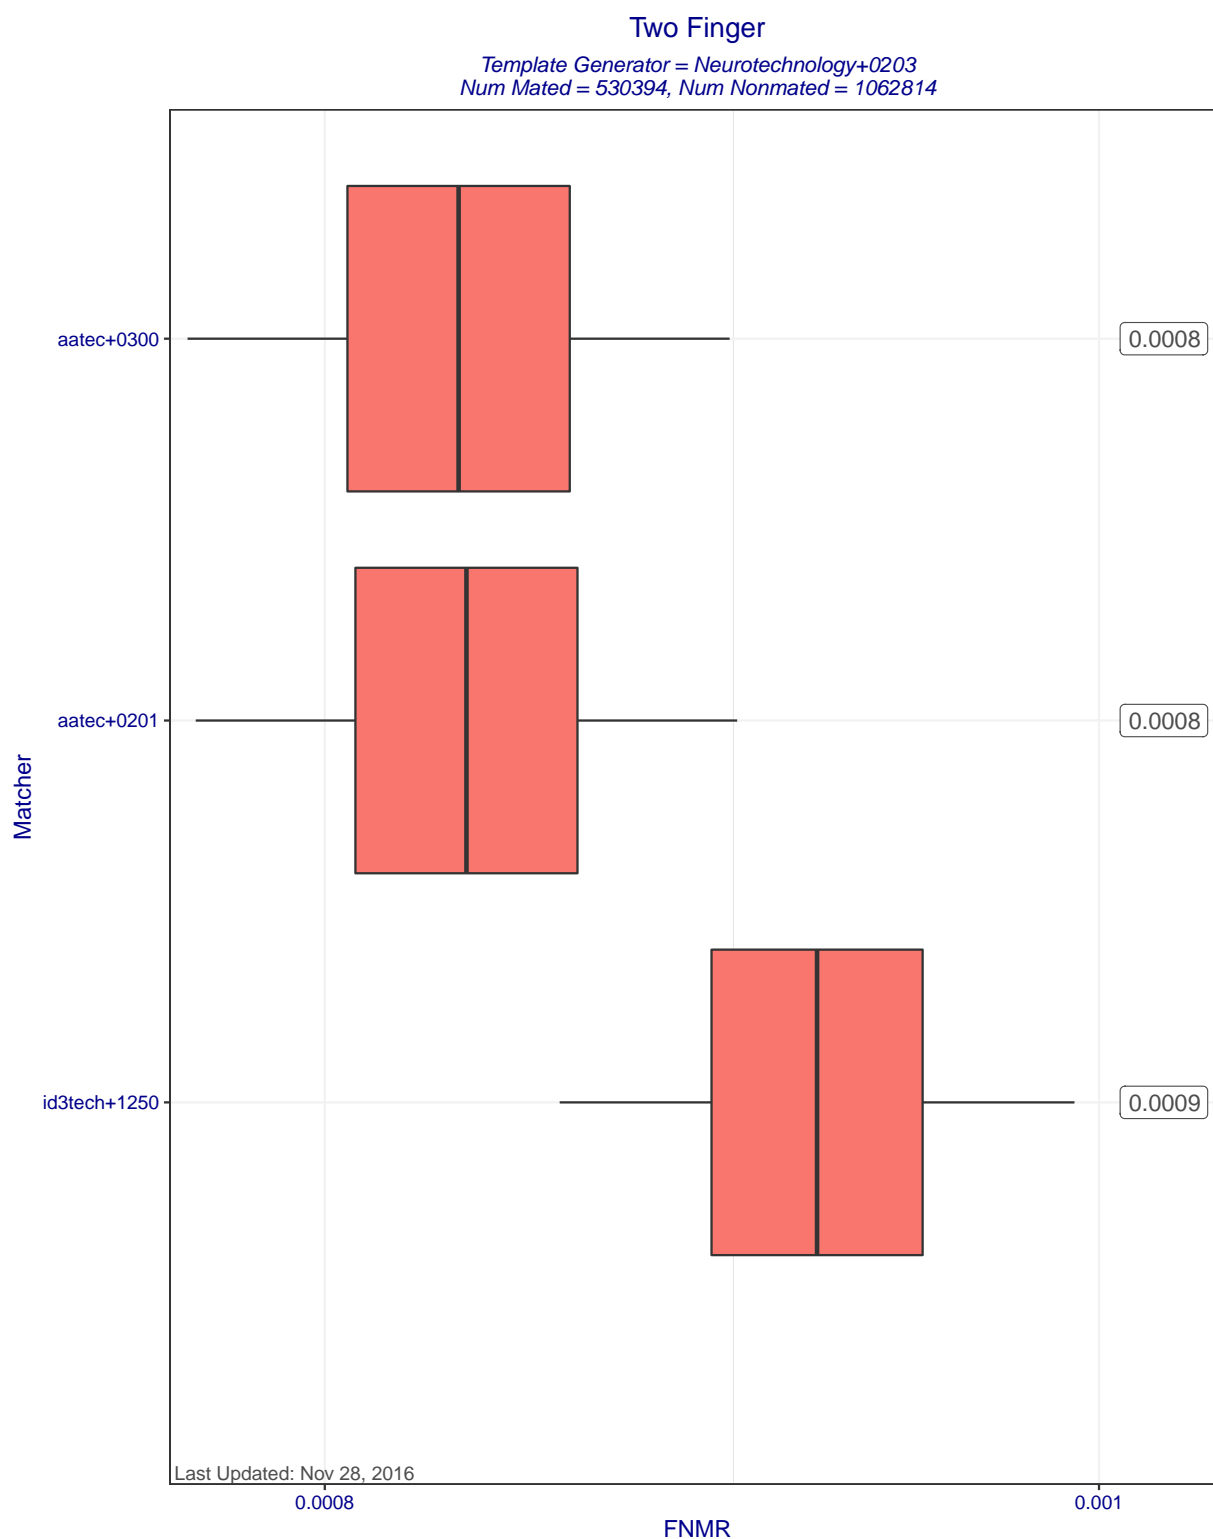 Two Finger
Template Generator = Neurotechnology+0203
Num Mated = 530394, Num Nonmated = 1062814
aatec+0300
0.0008
aatec+0201
0.0008
Matcher
id3tech+1250
0.0009
Last Updated: Nov 28, 2016
0.0008
0.001
FNMR